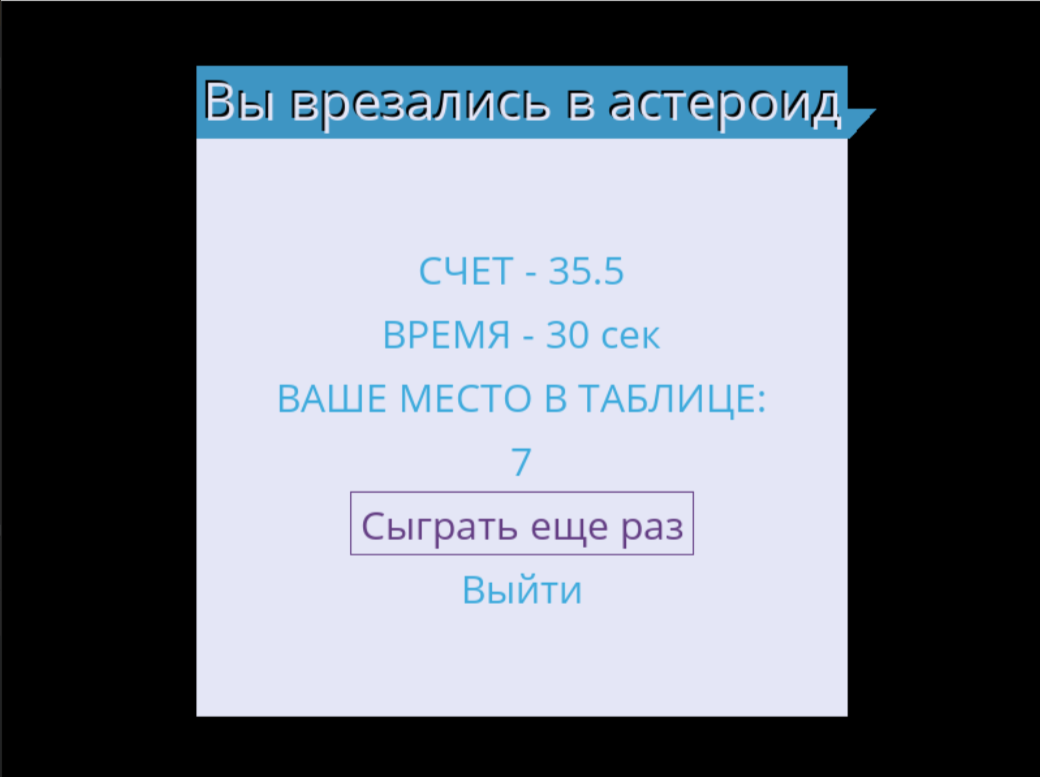 Вы врезались в астероид
СЧЕТ - 35.5
ВРЕМЯ - 30 сек
ВАШЕ МЕСТО В ТАБЛИЦЕ:
7
Сыграть еще раз
Выйти